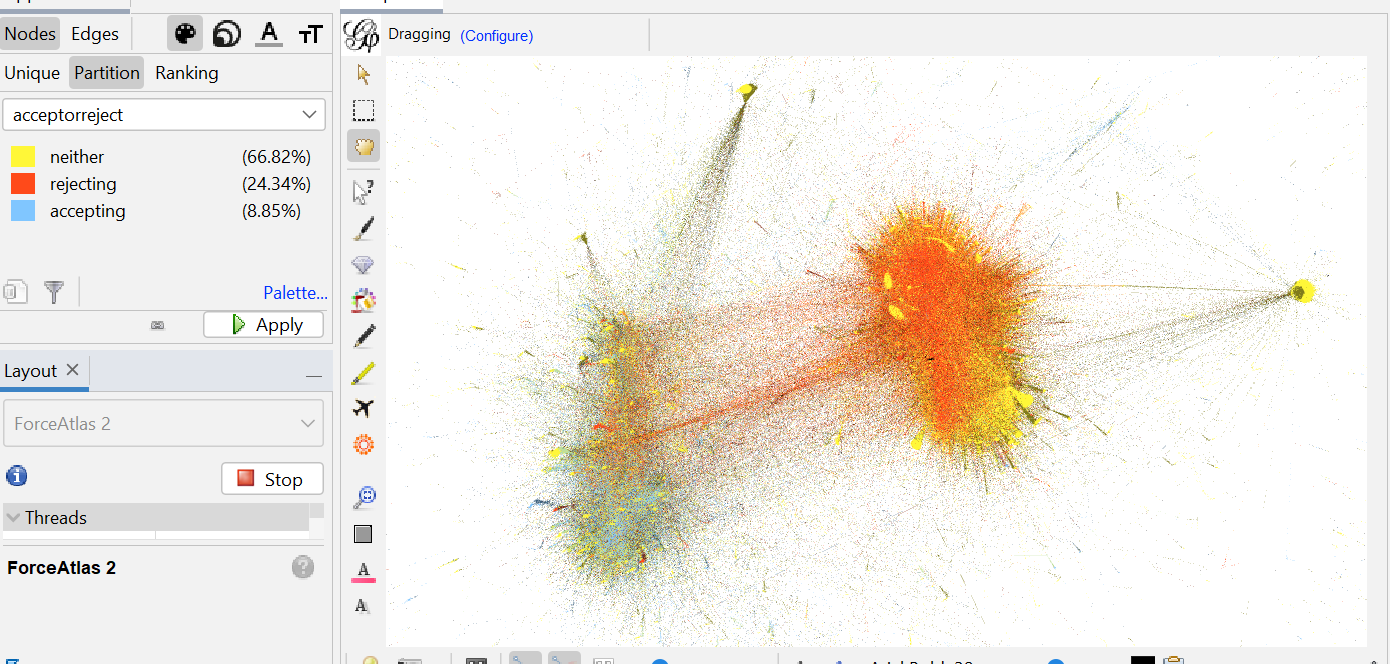 Nodes Edges A TT
Dragging (Configure)
Unique Partition Ranking
acceptorreject
neither (66.82%)
rejecting (24.34%)
accepting (8.85%)
Palette...
Apply
Layout
ForceAtlas 2
Stop
Threads
ForceAtlas 2